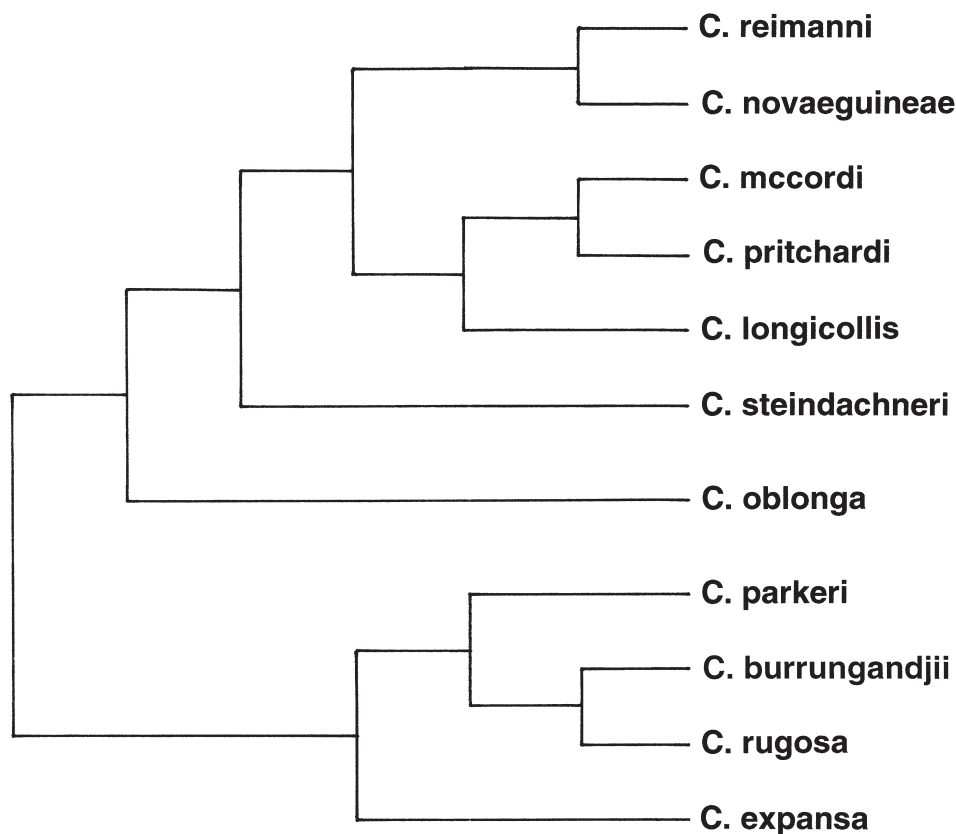 C. reimanni
C. novaeguineae
C. mccordi
C. pritchardi
C. longicollis
C. steindachneri
C. oblonga
C. parkeri
C. burrungandjii
C. rugosa
C. expansa